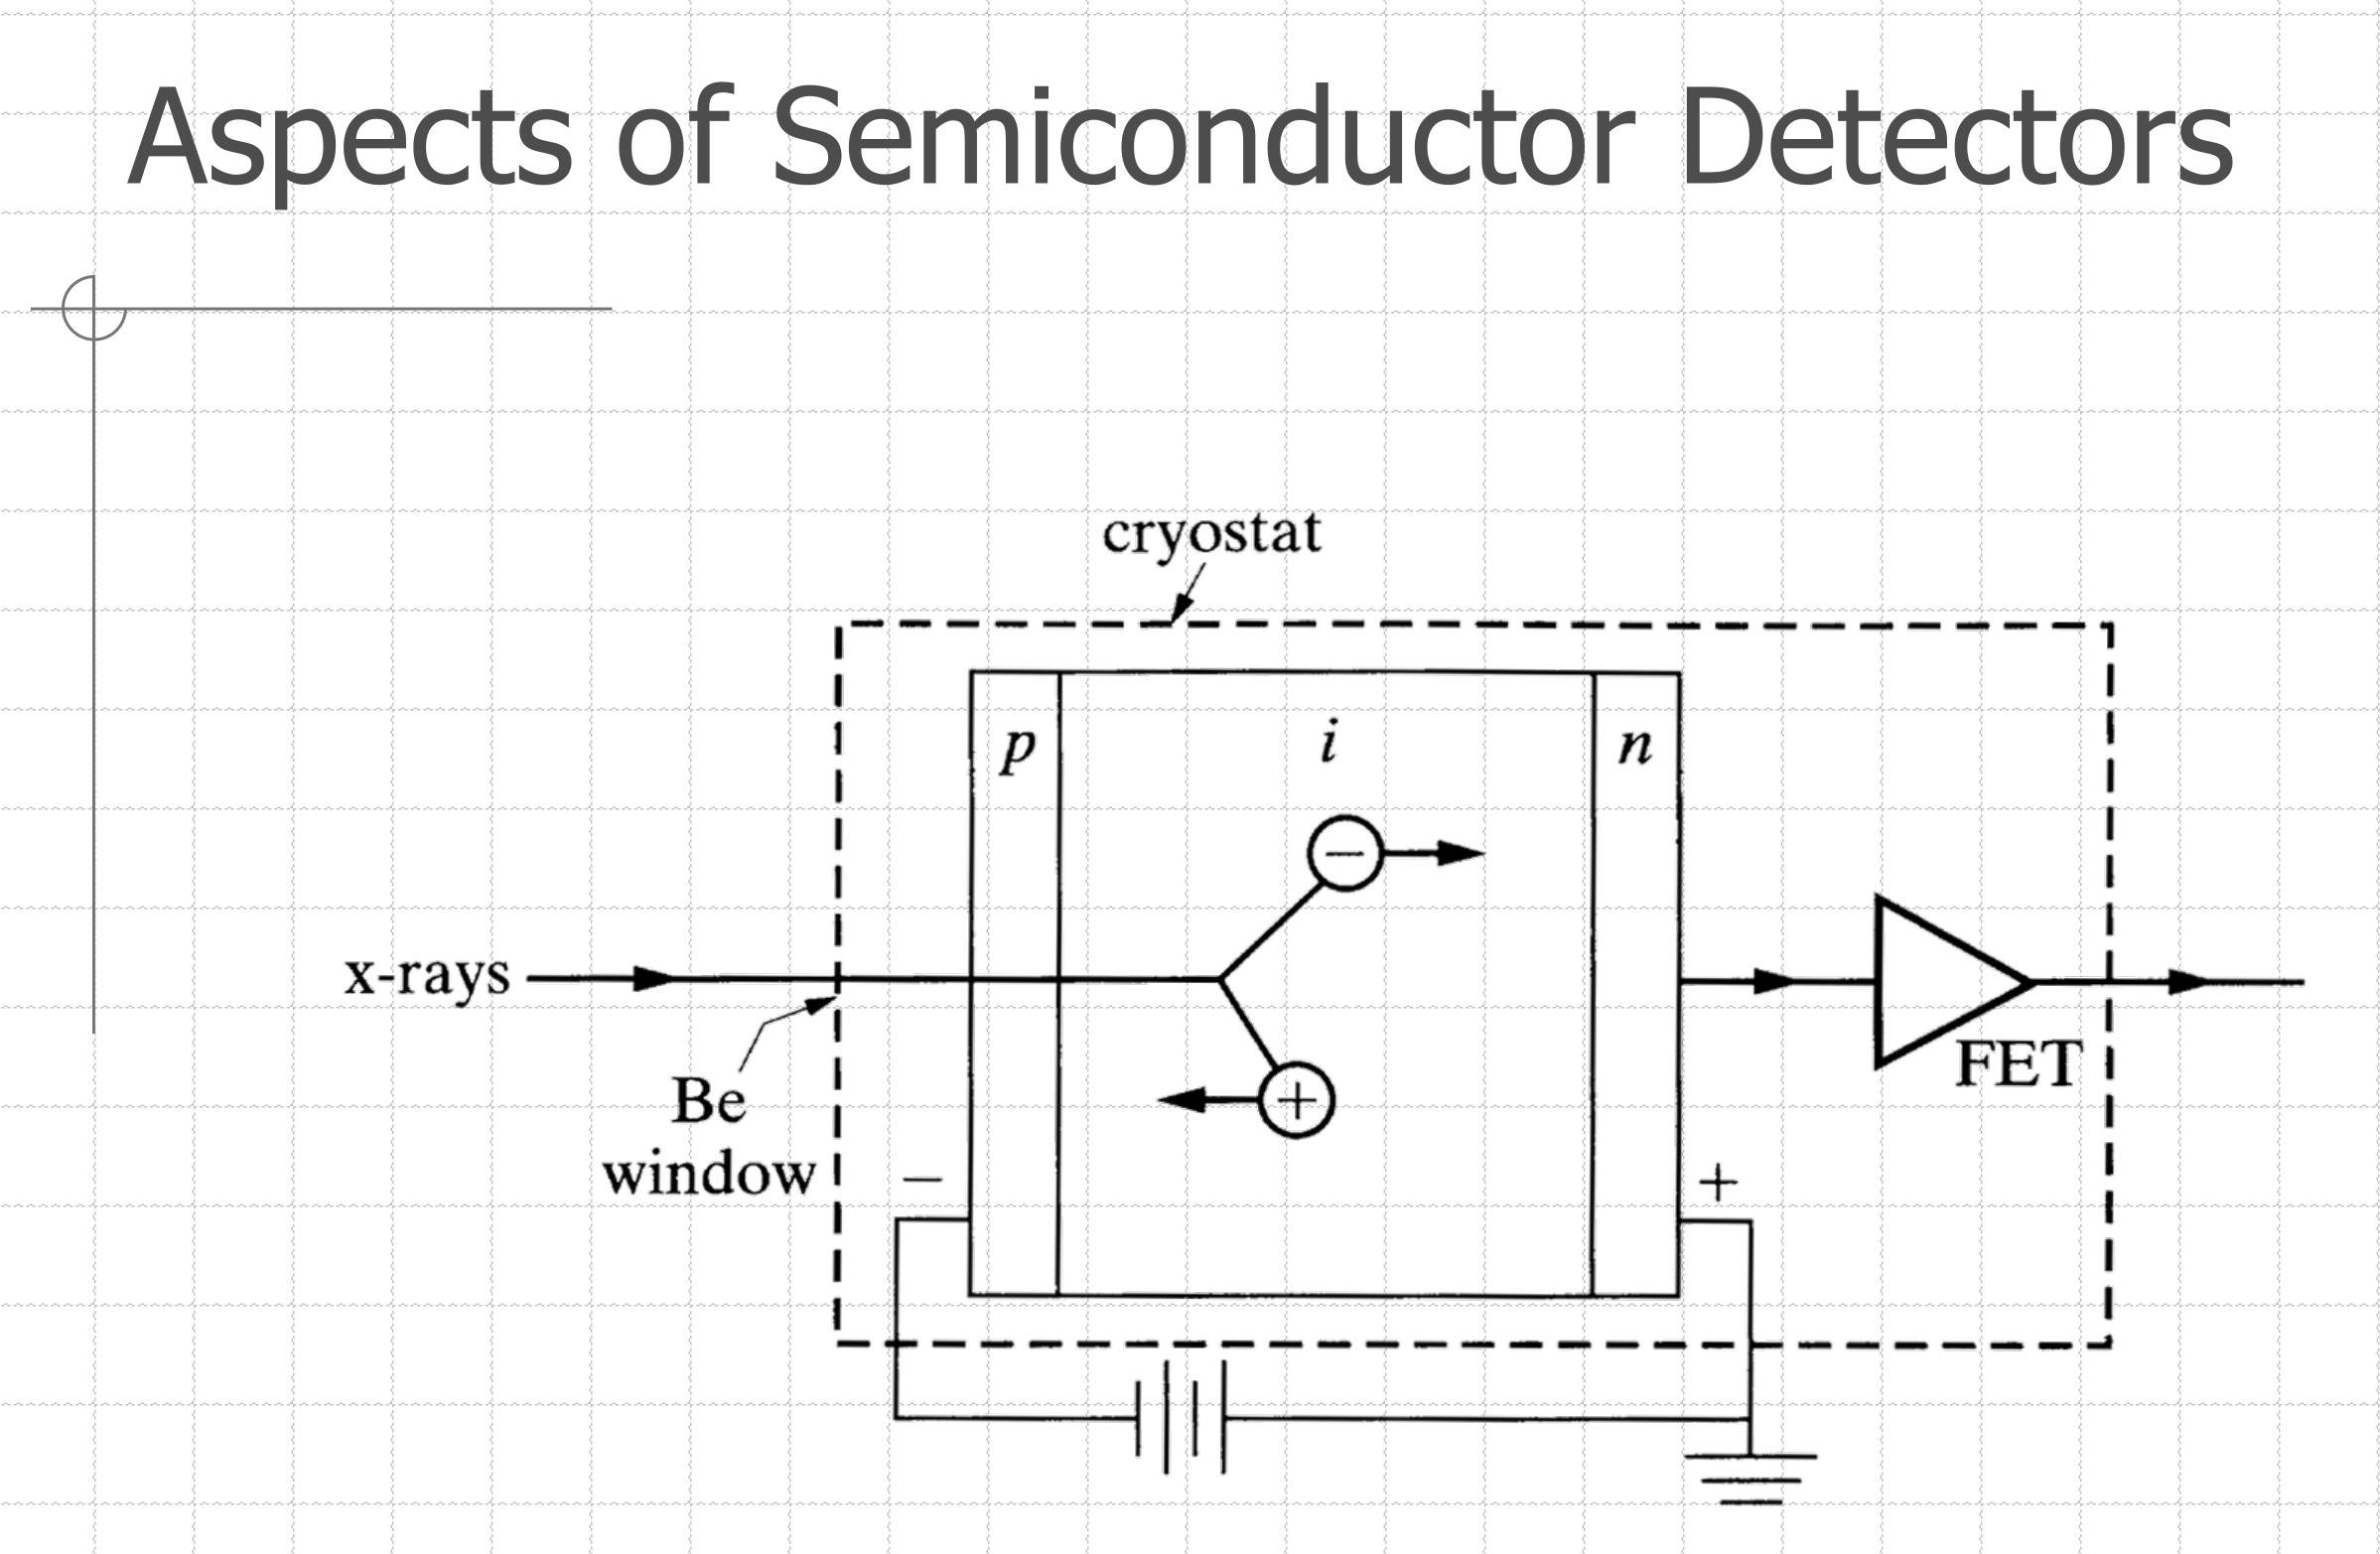 Aspects of Semiconductor Detectors
cryostat
p
i
n
−
x-rays
+
FET
Be
window
−
+